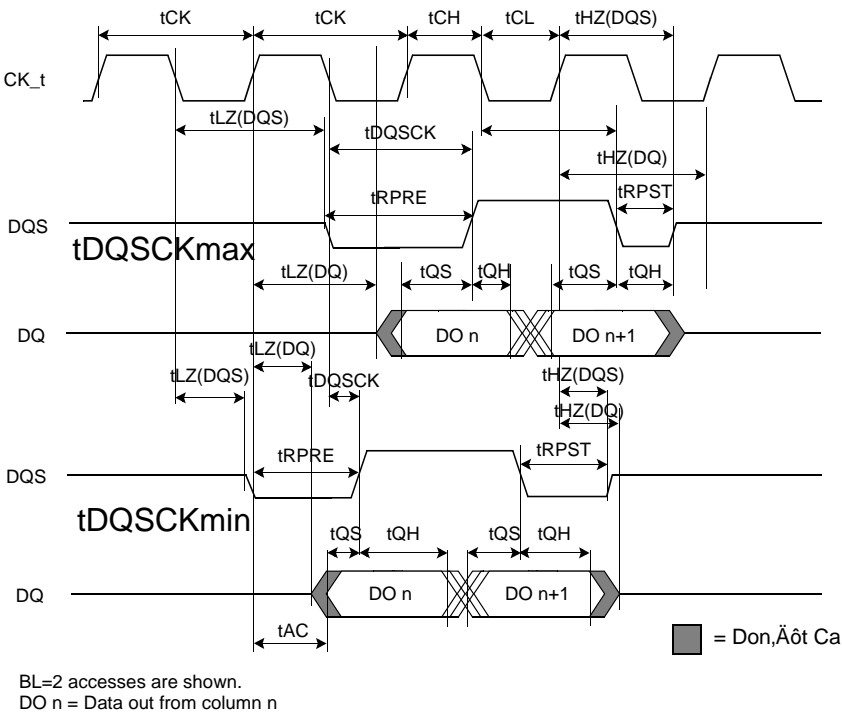 tCK tCK tCH tCL tHZ(DQS)
CK_t
tLZ(DQS)
tDQSCK
tHZ(DQ)
tRPRE tRPST
DQS
tDQSCKmax
tLZ(DQ) tQS tQH tQS tQH
DQ DO n DO n+1
tLZ(DQ)
tLZ(DQS) tDQSCK tHZ(DQS)
tHZ(DQ)
tRPRE tRPST
DQS
tDQSCKmin
tQS tQH tQS tQH
DQ DO n DO n+1
tAC
= Don‚Äôt Ca
BL=2 accesses are shown.
DO n = Data out from column n